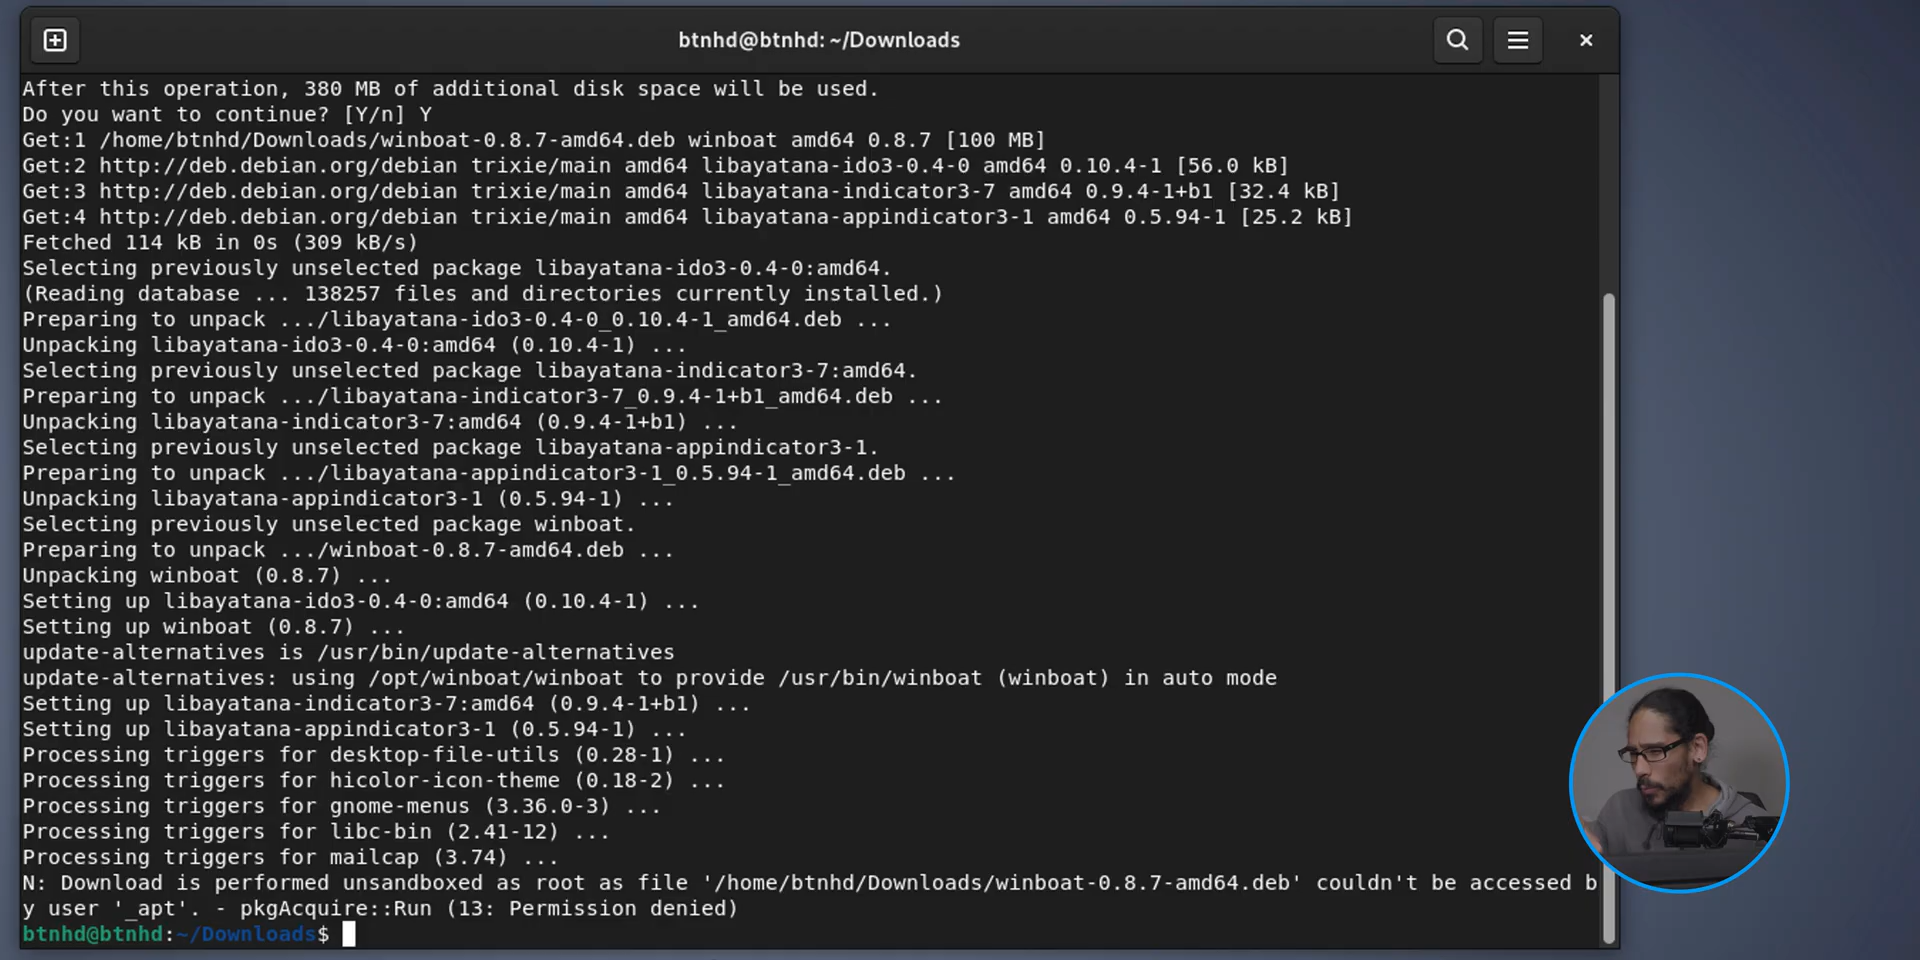 btnhd@btnhd: ~/Downloads
After this operation, 380 MB of additional disk space will be used.
Do you want to continue? [Y/n] Y
Get:1 /home/btnhd/Downloads/winboat-0.8.7-amd64.deb winboat amd64 0.8.7 [100 MB]
Get:2 http://deb.debian.org/debian trixie/main amd64 libayatana-ido3-0.4-0 amd64 0.10.4-1 [56.0 kB]
Get:3 http://deb.debian.org/debian trixie/main amd64 libayatana-indicator3-7 amd64 0.9.4-1+b1 [32.4 kB]
Get:4 http://deb.debian.org/debian trixie/main amd64 libayatana-appindicator3-1 amd64 0.5.94-1 [25.2 kB]
Fetched 114 kB in 0s (309 kB/s)
Selecting previously unselected package libayatana-ido3-0.4-0:amd64.
(Reading database ... 138257 files and directories currently installed.)
Preparing to unpack .../libayatana-ido3-0.4-0_0.10.4-1_amd64.deb ...
Unpacking libayatana-ido3-0.4-0:amd64 (0.10.4-1) ...
Selecting previously unselected package libayatana-indicator3-7:amd64.
Preparing to unpack .../libayatana-indicator3-7_0.9.4-1+b1_amd64.deb ...
Unpacking libayatana-indicator3-7:amd64 (0.9.4-1+b1) ...
Selecting previously unselected package libayatana-appindicator3-1.
Preparing to unpack .../libayatana-appindicator3-1_0.5.94-1_amd64.deb ...
Unpacking libayatana-appindicator3-1 (0.5.94-1) ...
Selecting previously unselected package winboat.
Preparing to unpack .../winboat-0.8.7-amd64.deb ...
Unpacking winboat (0.8.7) ...
Setting up libayatana-ido3-0.4-0:amd64 (0.10.4-1) ...
Setting up winboat (0.8.7) ...
update-alternatives is /usr/bin/update-alternatives
update-alternatives: using /opt/winboat/winboat to provide /usr/bin/winboat (winboat) in auto mode
Setting up libayatana-indicator3-7:amd64 (0.9.4-1+b1) ...
Setting up libayatana-appindicator3-1 (0.5.94-1) ...
Processing triggers for desktop-file-utils (0.28-1) ...
Processing triggers for hicolor-icon-theme (0.18-2) ...
Processing triggers for gnome-menus (3.36.0-3) ...
Processing triggers for libc-bin (2.41-12) ...
Processing triggers for mailcap (3.74) ...
N: Download is performed unsandboxed as root as file '/home/btnhd/Downloads/winboat-0.8.7-amd64.deb' couldn't be accessed b
y user '_apt'. - pkgAcquire::Run (13: Permission denied)
btnhd@btnhd:~/Downloads$